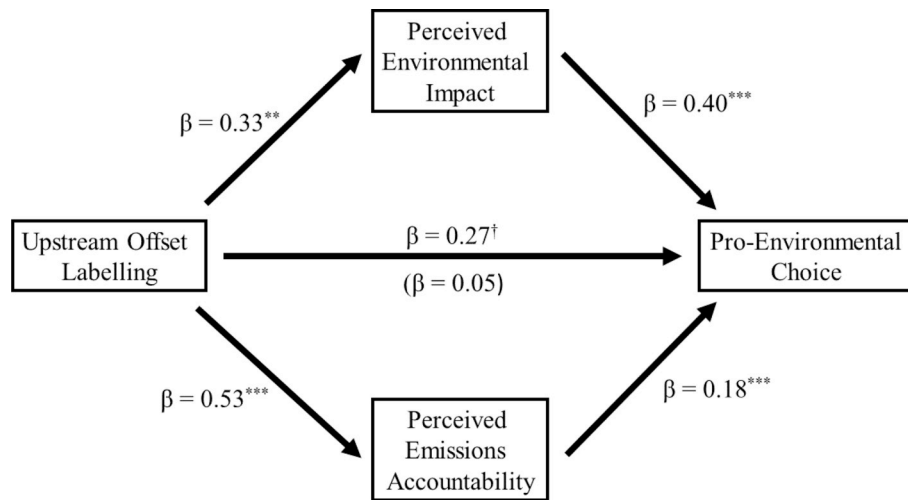 Perceived
Environmental
Impact
β = 0.33**
β = 0.40***
Upstream Offset
Labelling
β = 0.27†
(β = 0.05)
Pro-Environmental
Choice
β = 0.53***
β = 0.18***
Perceived
Emissions
Accountability